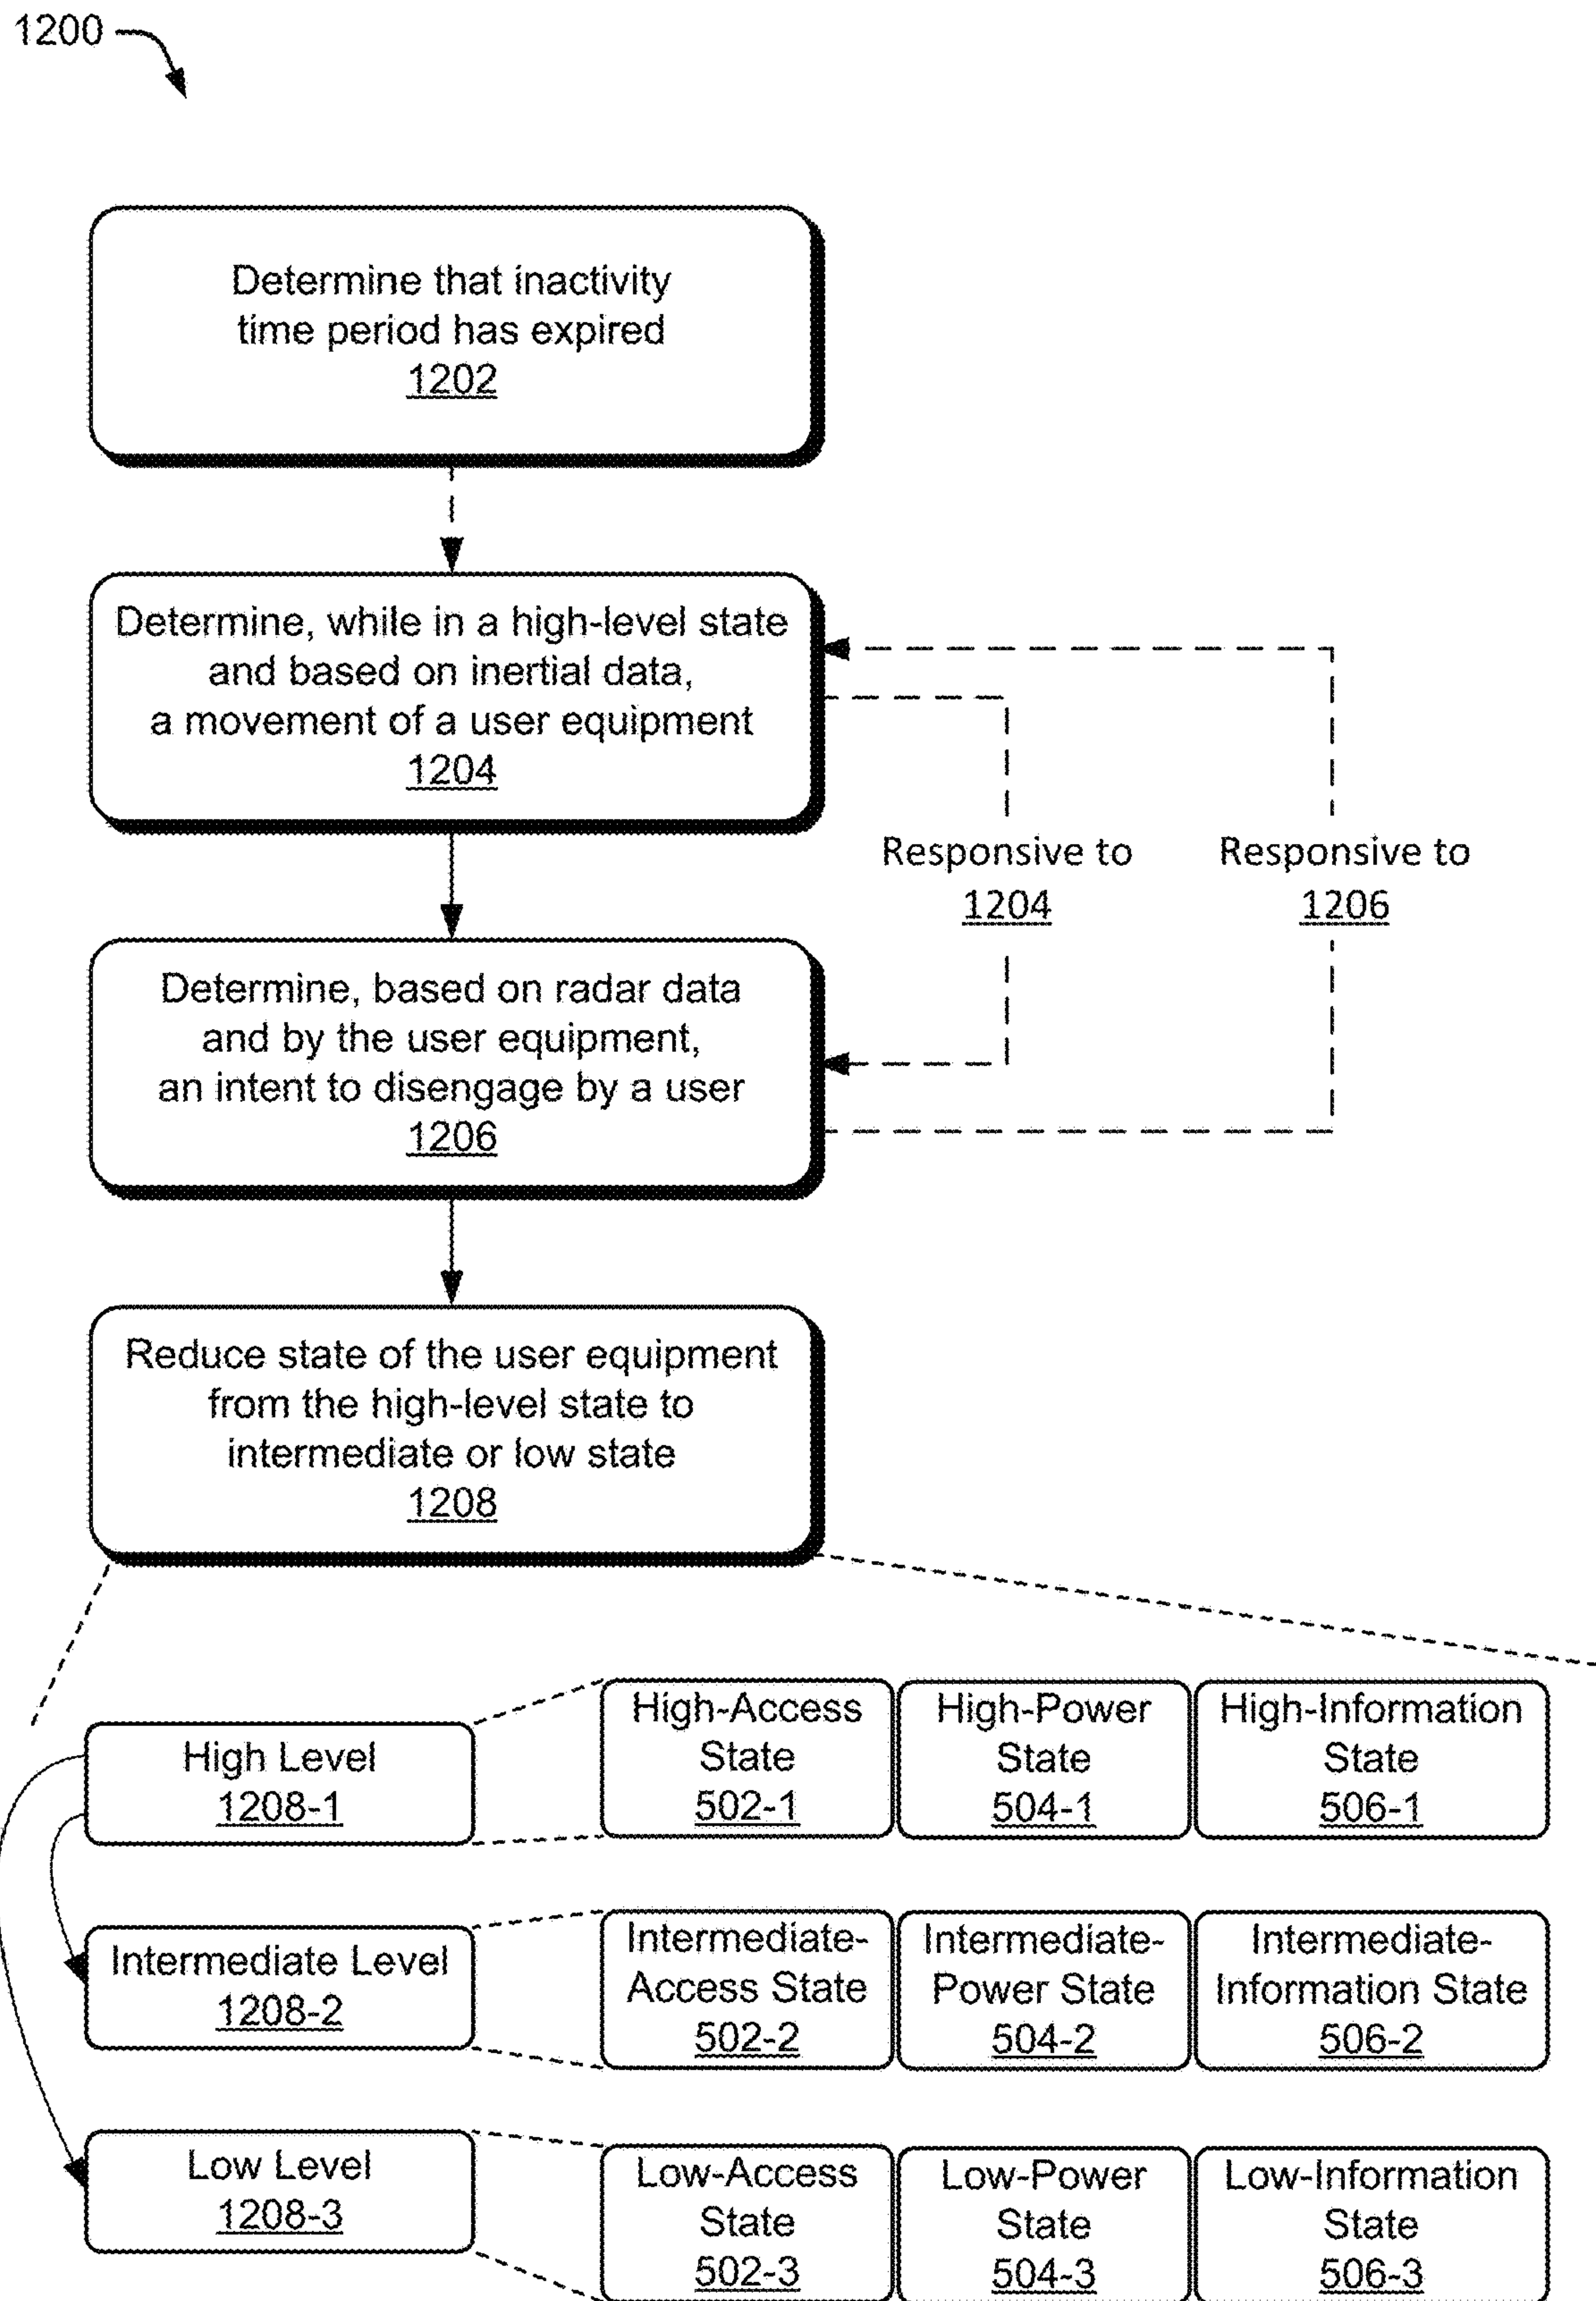 1200
Determine that inactivity
time period has expired
1202
Determine, while in a high-level state
and based on inertial data,
a movement of a user equipment
1204
Responsive to
1204
Responsive to
1206
Determine, based on radar data
and by the user equipment,
an intent to disengage by a user
1206
Reduce state of the user equipment
from the high-level state to
intermediate or low state
1208
High Level
1208-1
High-Access
State
502-1
High-Power
State
504-1
High-Information
State
506-1
Intermediate Level
1208-2
Intermediate-
Access State
502-2
Intermediate-
Power State
504-2
Intermediate-
Information State
506-2
Low Level
1208-3
Low-Access
State
502-3
Low-Power
State
504-3
Low-Information
State
506-3